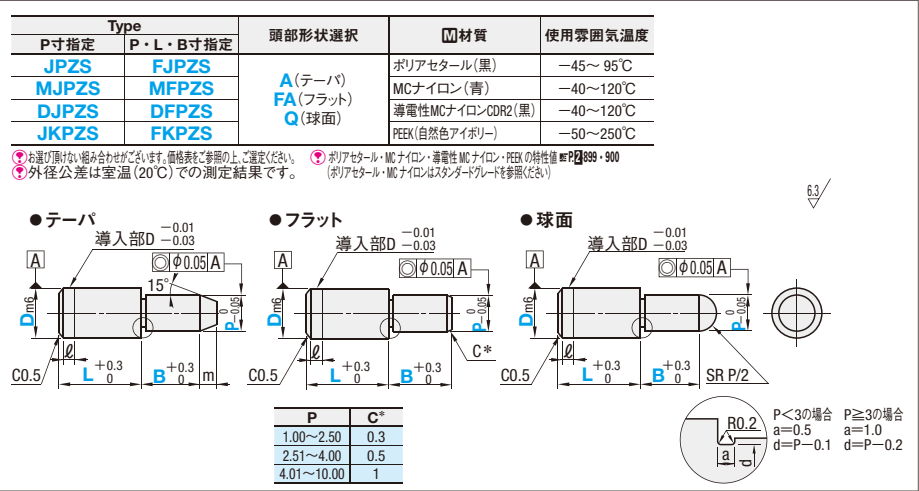 Type
P寸指定 P・L・B寸指定 頭部形状選択 M材質 使用雰囲気温度
JPZS FJPZS A(テーパ) ポリアセタール(黒) −45～ 95℃
MJPZS MFPZS FA(フラット) MCナイロン(青) −40～120℃
DJPZS DFPZS Q(球面) 導電性MCナイロンCDR2(黒) −40～120℃
JKPZS FKPZS PEEK(自然色アイボリー) −50～250℃
お選び頂けない組み合わせがございます。価格表をご参照の上、ご選定ください。
外径公差は室温(20℃)での測定結果です。
ポリアセタール・MCナイロン・導電性MCナイロン・PEEKの特性値 ☞P.2 899・900
(ポリアセタール・MCナイロンはスタンダードグレードを参照ください)
6.3
●テーパ
導入部D −0.01 −0.03
A
◎ φ0.05 A
15°
Dm6
P 0 −0.05
ℓ
C0.5
L +0.3 0
B +0.3 0
m
●フラット
導入部D −0.01 −0.03
A
◎ φ0.05 A
Dm6
P 0 −0.05
ℓ
C*
C0.5
L +0.3 0
B +0.3 0
●球面
導入部D −0.01 −0.03
A
◎ φ0.05 A
Dm6
P 0 −0.05
ℓ
C0.5
L +0.3 0
B +0.3 0
SR P/2
P C*
1.00～2.50 0.3
2.51～4.00 0.5
4.01～10.00 1
R0.2
a
d
P＜3の場合
a=0.5
d=P−0.1
P≧3の場合
a=1.0
d=P−0.2